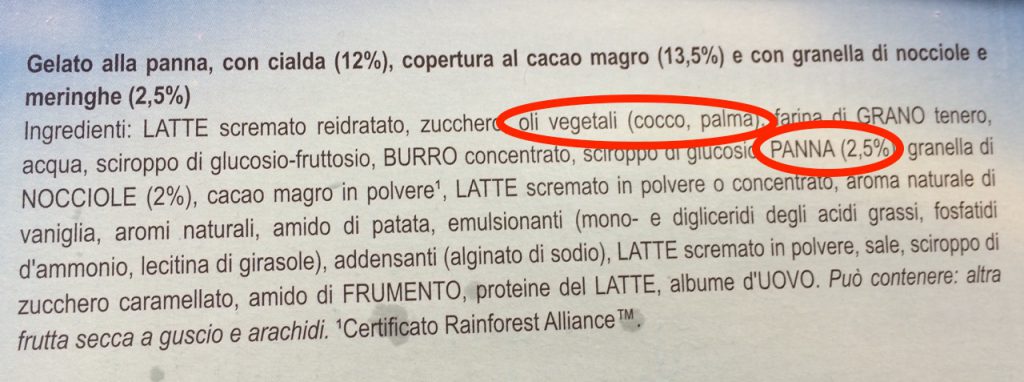 Gelato alla panna, con cialda (12%), copertura al cacao magro (13,5%) e con granella di nocciole e
meringhe (2,5%)
Ingredienti: LATTE scremato reidratato, zucchero, oli vegetali (cocco, palma), farina di GRANO tenero,
acqua, sciroppo di glucosio-fruttosio, BURRO concentrato, sciroppo di glucosio, PANNA (2,5% granella di
NOCCIOLE (2%), cacao magro in polvere¹, LATTE scremato in polvere o concentrato, aroma naturale di
vaniglia, aromi naturali, amido di patata, emulsionanti (mono- e digliceridi degli acidi grassi, fosfatidi
d'ammonio, lecitina di girasole), addensanti (alginato di sodio), LATTE scremato in polvere, sale, sciroppo di
zucchero caramellato, amido di FRUMENTO, proteine del LATTE, albume d'UOVO. Può contenere: altra
frutta secca a guscio e arachidi. ¹Certificato Rainforest Alliance™.